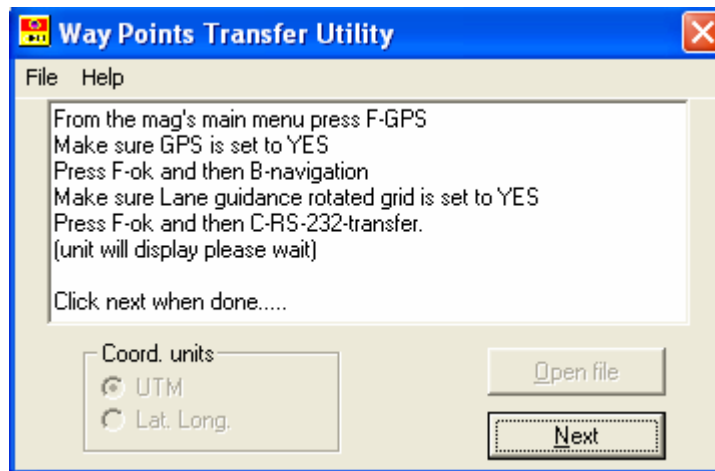 Way Points Transfer Utility
File Help
From the mag's main menu press F-GPS
Make sure GPS is set to YES
Press F-ok and then B-navigation
Make sure Lane guidance rotated grid is set to YES
Press F-ok and then C-RS-232-transfer.
(unit will display please wait)
Click next when done.....
Coord. units
UTM
Lat. Long.
Open file
Next